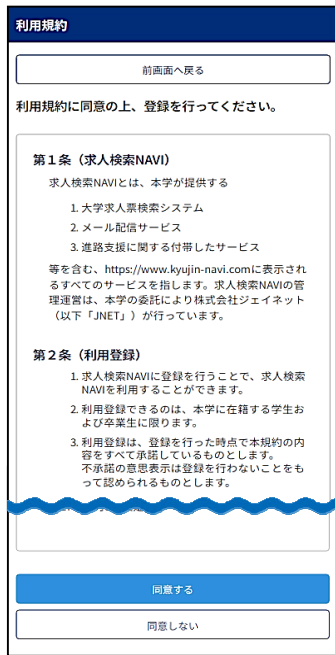 利用規約
前画面へ戻る
利用規約に同意の上、登録を行ってください。
第1条（求人検索NAVI）
求人検索NAVIとは、本学が提供する
1. 大学求人票検索システム
2. メール配信サービス
3. 進路支援に関する付帯したサービス
等を含む、https://www.kyujin-navi.comに表示され
るすべてのサービスを指します。求人検索NAVIの管
理運営は、本学の委託により株式会社ジェイネット
（以下「JNET」）が行っています。
第2条（利用登録）
1. 求人検索NAVIに登録を行うことで、求人検索
NAVIを利用することができます。
2. 利用登録できるのは、本学に在籍する学生お
よび卒業生に限ります。
3. 利用登録は、登録を行った時点で本規約の内
容をすべて承諾しているものとします。
不承諾の意思表示は登録を行わないことをも
って認められるものとします。
同意する
同意しない